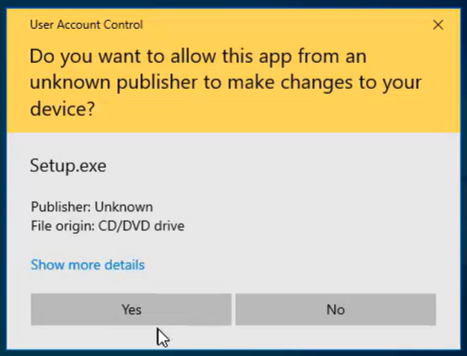 User Account Control
Do you want to allow this app from an
unknown publisher to make changes to your
device?
Setup.exe
Publisher: Unknown
File origin: CD/DVD drive
Show more details
Yes
No